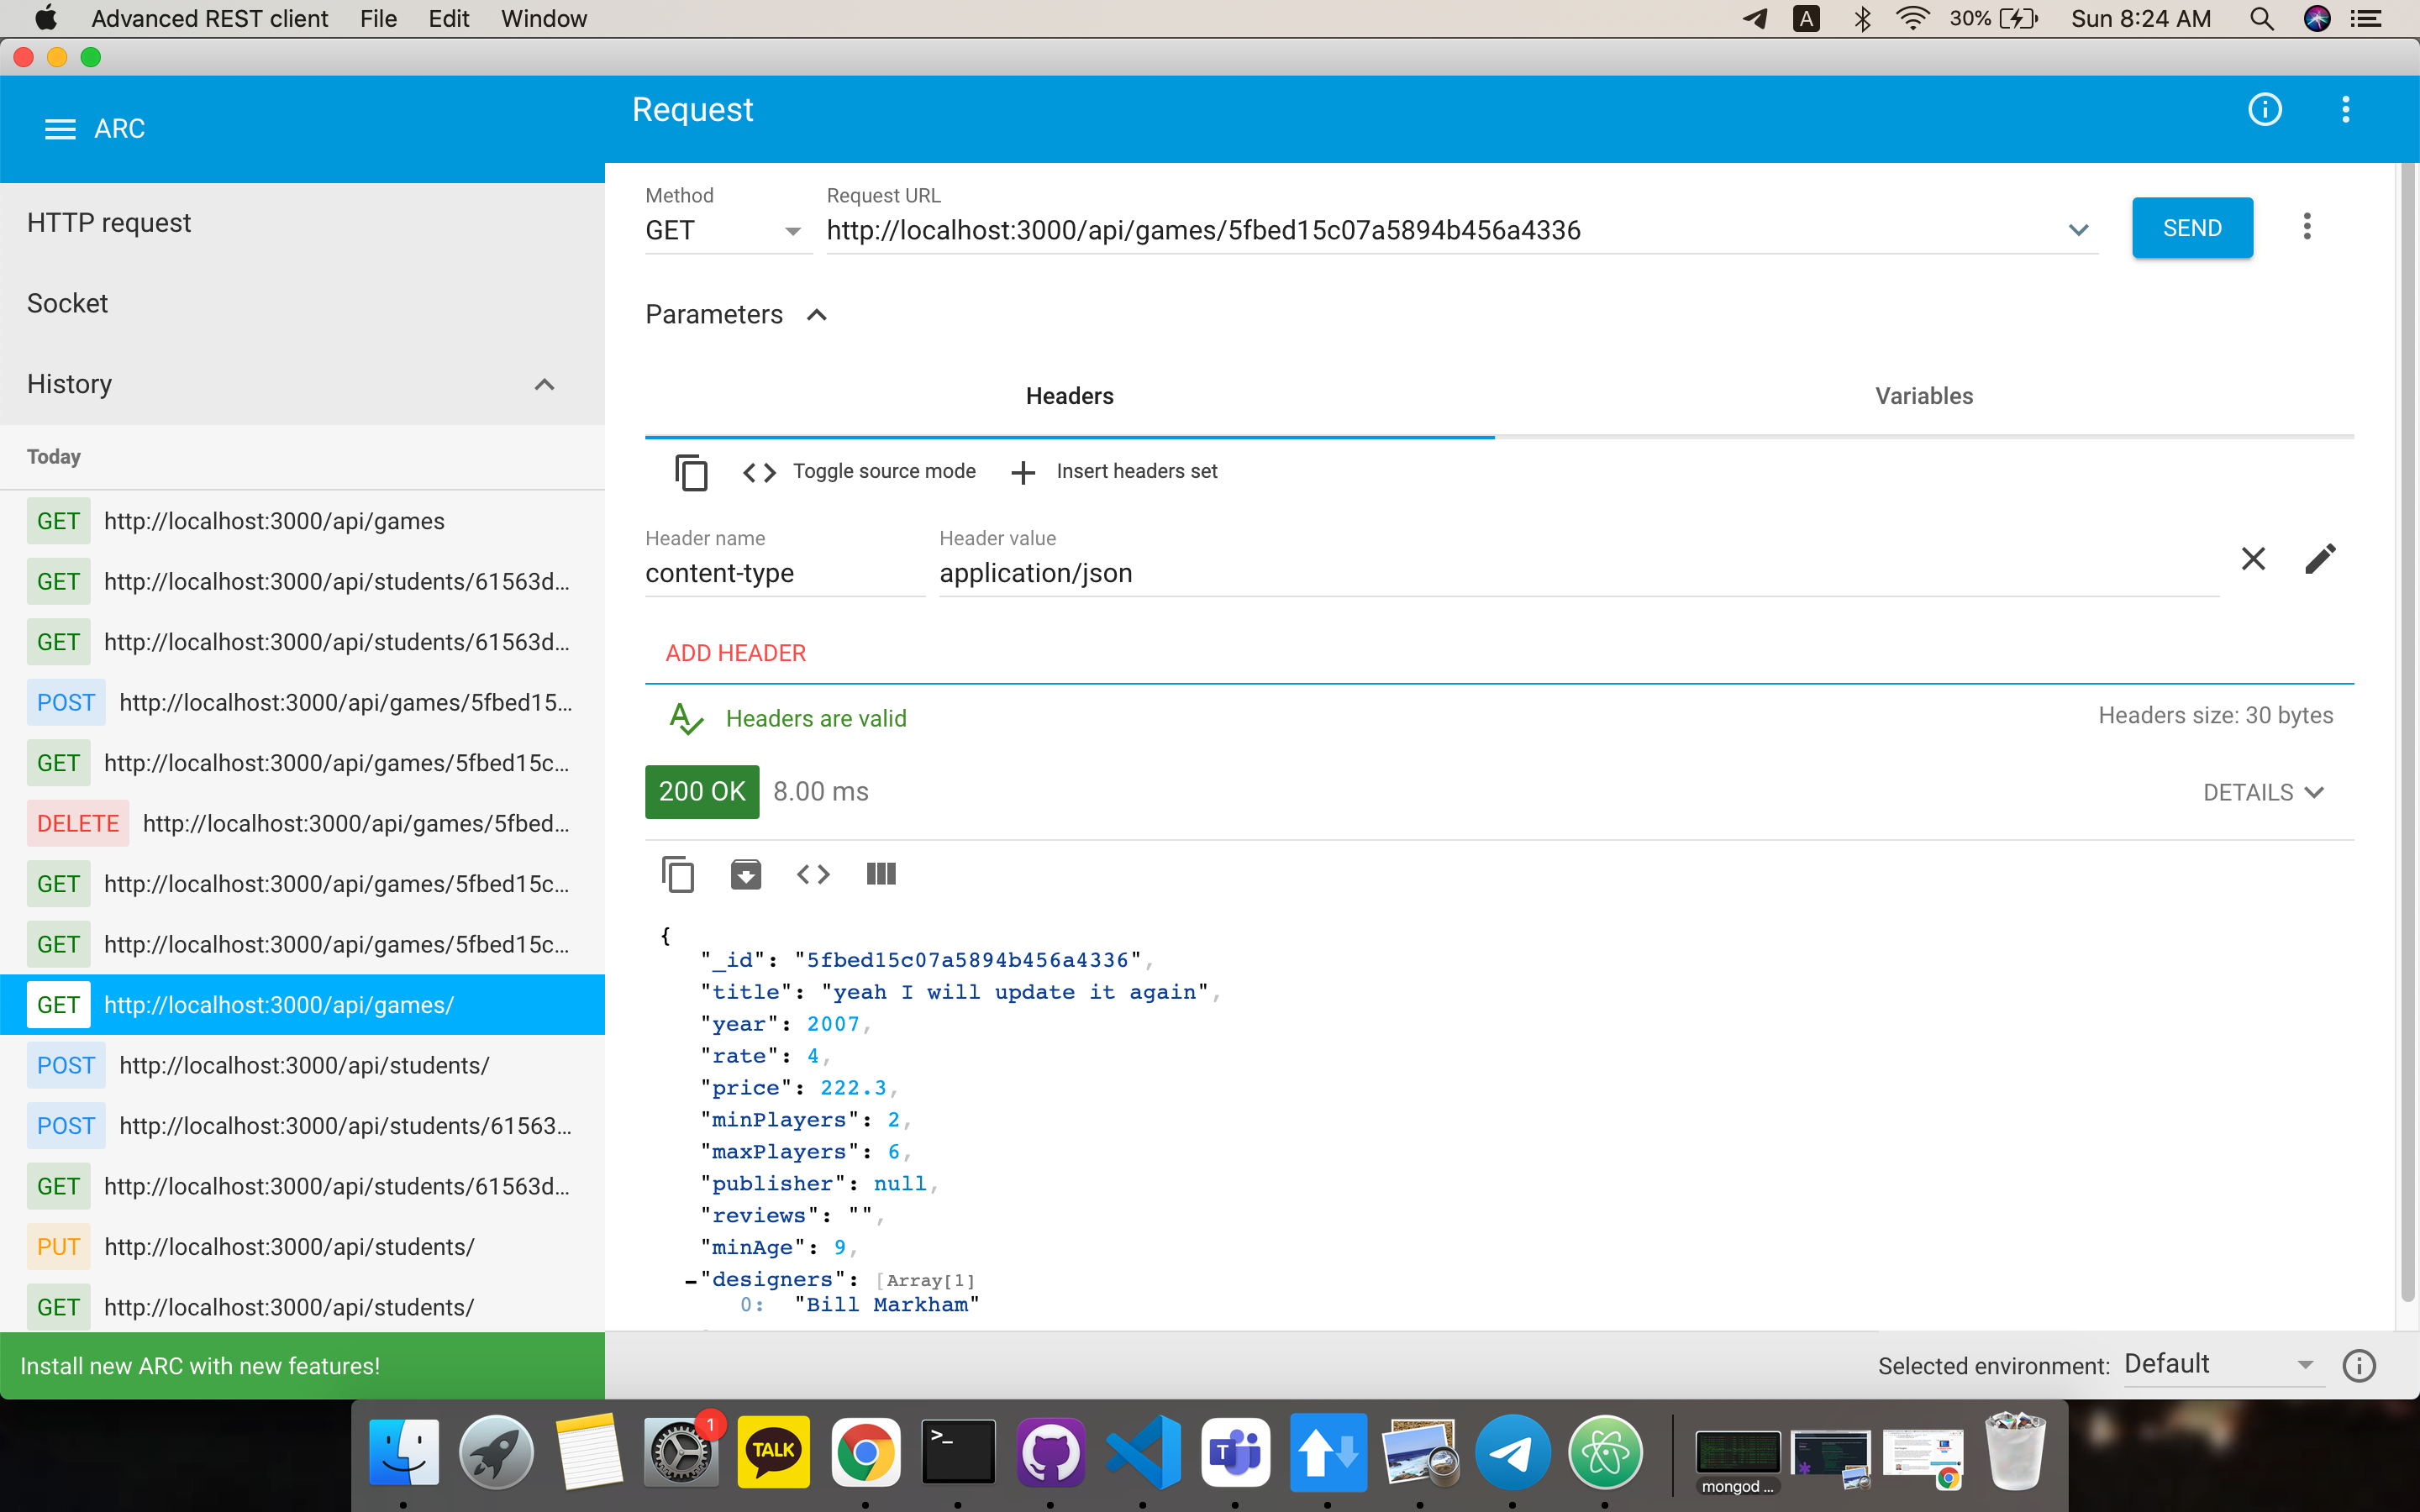 Advanced REST client File Edit Window
A 30% Sun 8:24 AM
ARC
Request
Method
Request URL
GET
http://localhost:3000/api/games/5fbed15c07a5894b456a4336
SEND
HTTP request
Socket
History
Today
GET http://localhost:3000/api/games
GET http://localhost:3000/api/students/61563d...
GET http://localhost:3000/api/students/61563d...
POST http://localhost:3000/api/games/5fbed15...
GET http://localhost:3000/api/games/5fbed15c...
DELETE http://localhost:3000/api/games/5fbed...
GET http://localhost:3000/api/games/5fbed15c...
GET http://localhost:3000/api/games/5fbed15c...
GET http://localhost:3000/api/games/
POST http://localhost:3000/api/students/
POST http://localhost:3000/api/students/61563...
GET http://localhost:3000/api/students/61563d...
PUT http://localhost:3000/api/students/
GET http://localhost:3000/api/students/
Install new ARC with new features!
Parameters
Headers
Variables
Toggle source mode
Insert headers set
Header name
Header value
content-type
application/json
ADD HEADER
Headers are valid
Headers size: 30 bytes
200 OK 8.00 ms
DETAILS
{
"_id": "5fbed15c07a5894b456a4336",
"title": "yeah I will update it again",
"year": 2007,
"rate": 4,
"price": 222.3,
"minPlayers": 2,
"maxPlayers": 6,
"publisher": null,
"reviews": "",
"minAge": 9,
"designers": [Array[1]
0: "Bill Markham"
Selected environment: Default
1
TALK
>_
T
mongod ...